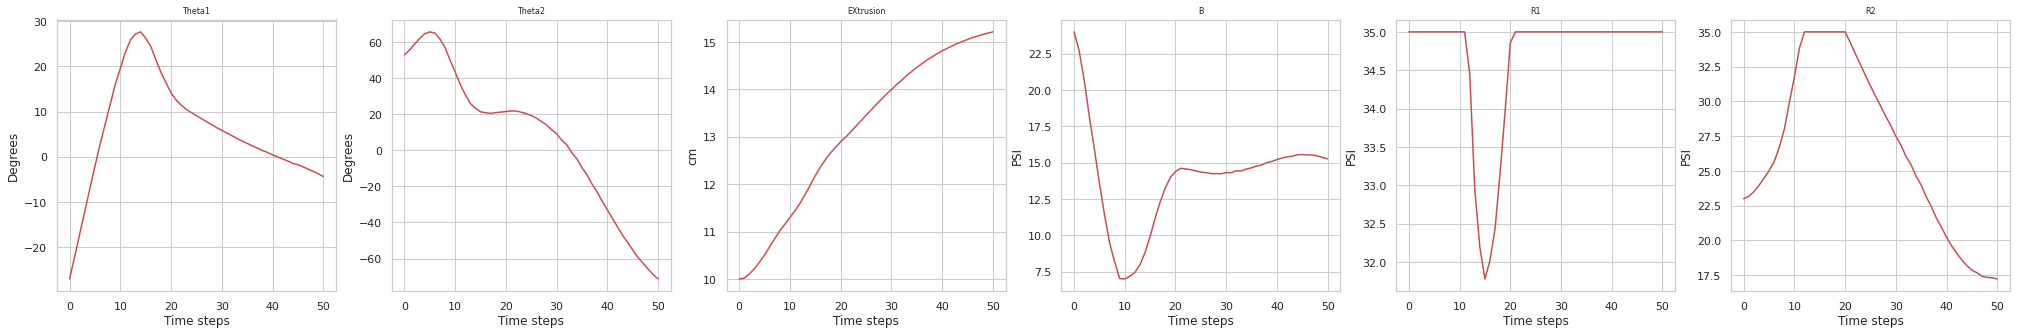 Theta1
30
20
10
0
−10
−20
Degrees
0 10 20 30 40 50
Time steps
Theta2
60
40
20
0
−20
−40
−60
Degrees
0 10 20 30 40 50
Time steps
EXtrusion
15
14
13
12
11
10
cm
0 10 20 30 40 50
Time steps
B
22.5
20.0
17.5
15.0
12.5
10.0
7.5
PSI
0 10 20 30 40 50
Time steps
R1
35.0
34.5
34.0
33.5
33.0
32.5
32.0
PSI
0 10 20 30 40 50
Time steps
R2
35.0
32.5
30.0
27.5
25.0
22.5
20.0
17.5
PSI
0 10 20 30 40 50
Time steps